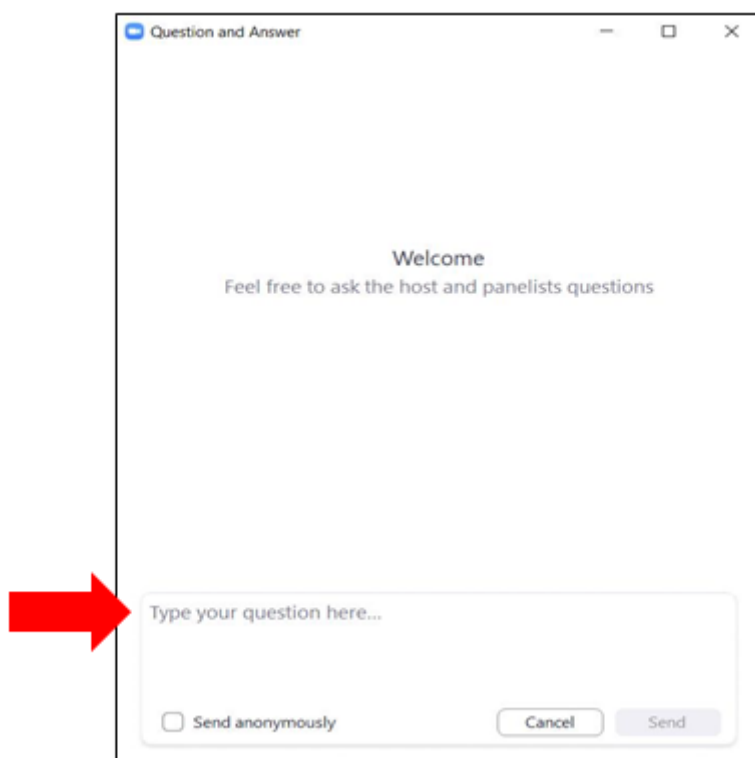 Question and Answer
Welcome
Feel free to ask the host and panelists questions
Type your question here...
Send anonymously
Cancel
Send